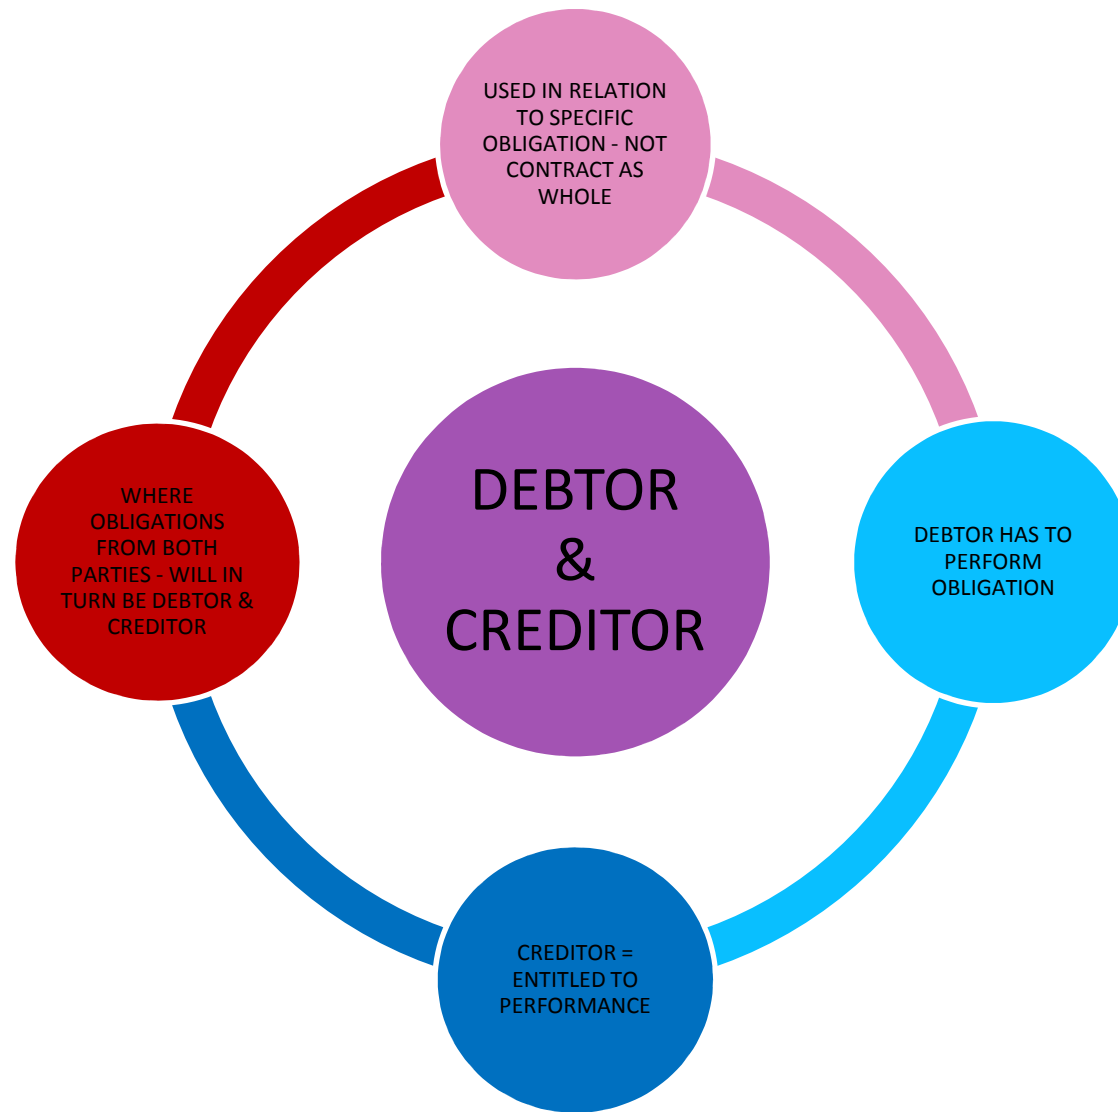 USED IN RELATION
TO SPECIFIC
OBLIGATION - NOT
CONTRACT AS
WHOLE
DEBTOR HAS TO
PERFORM
OBLIGATION
CREDITOR =
ENTITLED TO
PERFORMANCE
WHERE
OBLIGATIONS
FROM BOTH
PARTIES - WILL IN
TURN BE DEBTOR &
CREDITOR
DEBTOR
&
CREDITOR